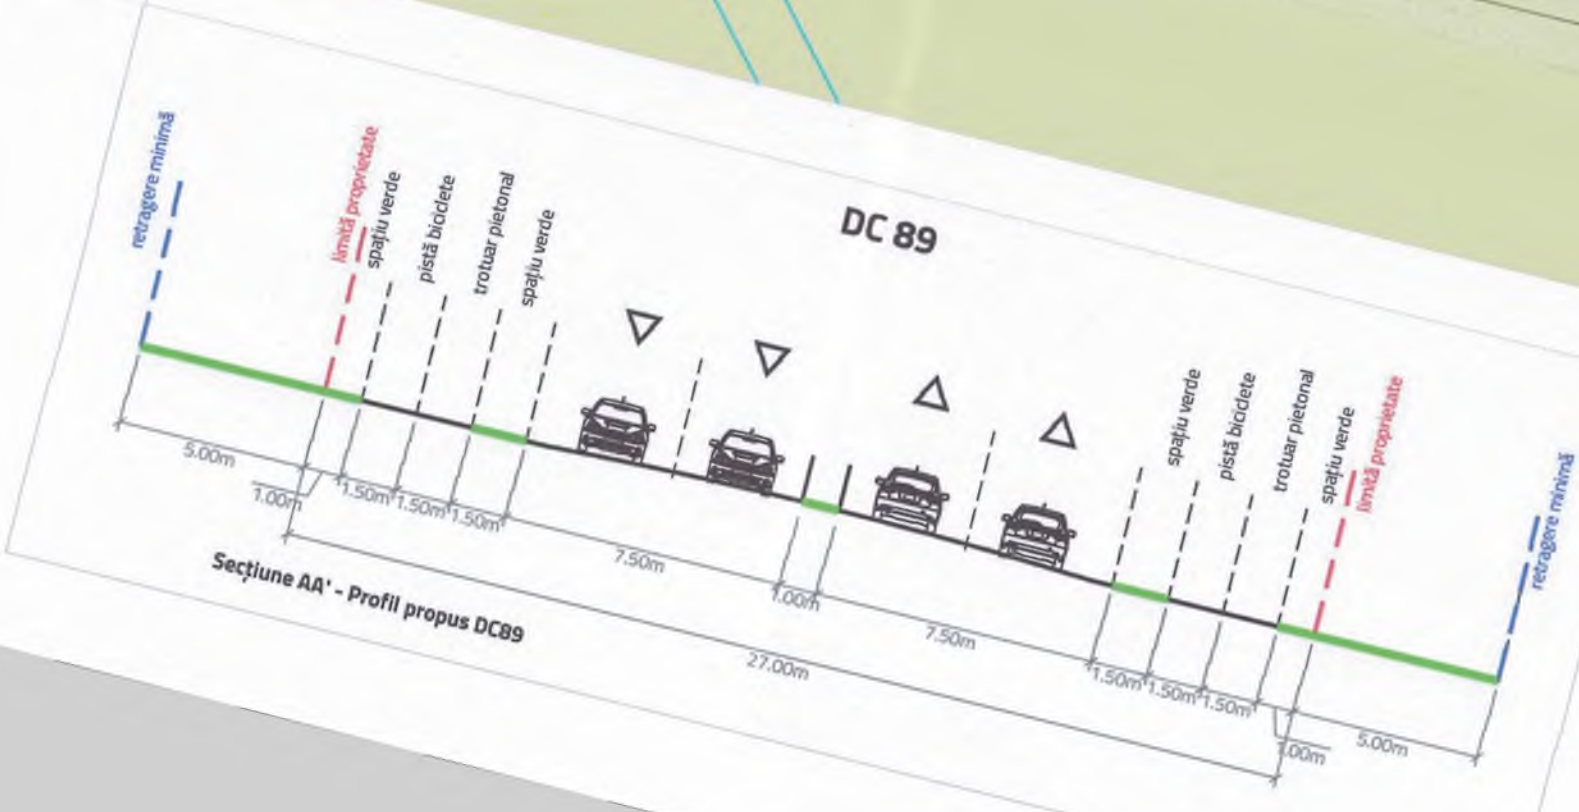 DC 89
retragere minimă
limită proprietate
spațiu verde
pistă biciclete
trotuar pietonal
spațiu verde
spațiu verde
pistă biciclete
trotuar pietonal
spațiu verde
limită proprietate
retragere minimă
5.00m
1.00m
1.50m
1.50m
1.50m
7.50m
1.00m
7.50m
1.50m
1.50m
1.50m
1.00m
5.00m
27.00m
Secțiune AA' - Profil propus DC89